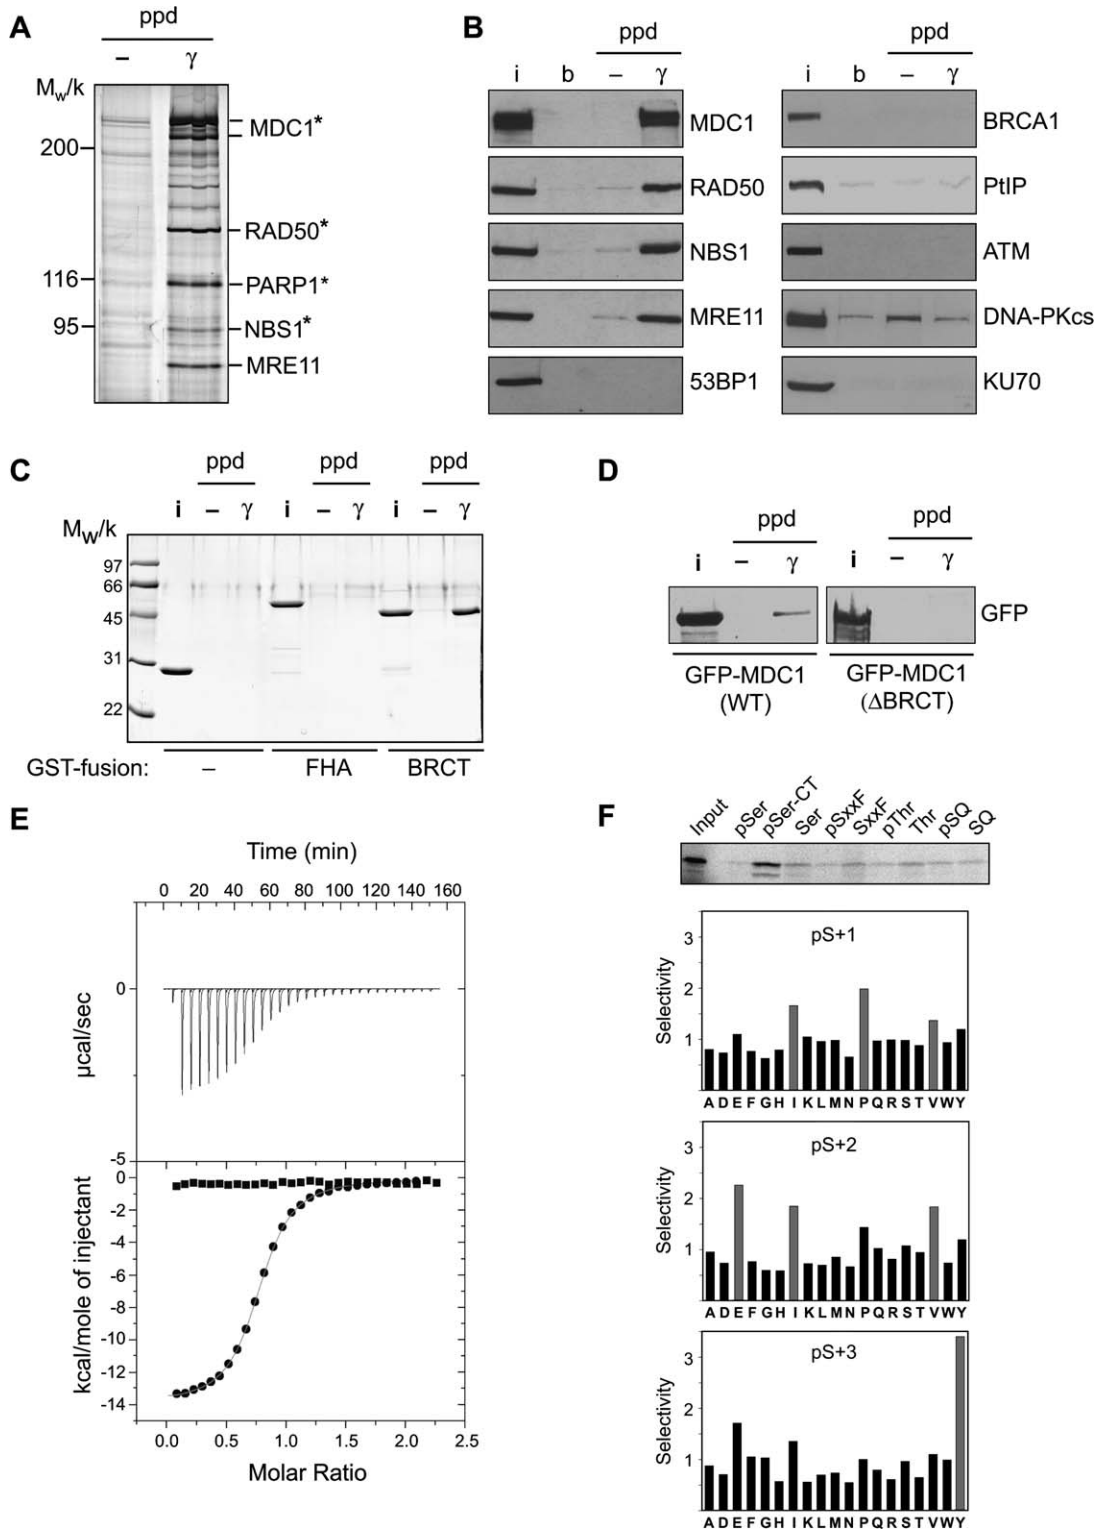 A
ppd
– γ
Mw/k
200
116
95
MDC1*
RAD50*
PARP1*
NBS1*
MRE11
B
ppd
i b – γ
MDC1
RAD50
NBS1
MRE11
53BP1
ppd
i b – γ
BRCA1
PtIP
ATM
DNA-PKcs
KU70
C
ppd ppd ppd
i – γ i – γ i – γ
Mw/k
97
66
45
31
22
GST-fusion: – FHA BRCT
D
ppd ppd
i – γ i – γ
GFP
GFP-MDC1 GFP-MDC1
(WT) (ΔBRCT)
E
Time (min)
0 20 40 60 80 100 120 140 160
0
-5
µcal/sec
0
-2
-4
-6
-8
-10
-12
-14
kcal/mole of injectant
0.0 0.5 1.0 1.5 2.0 2.5
Molar Ratio
F
Input pSer pSer-CT Ser pSxxF SxxF pThr Thr pSQ SQ
pS+1
3
2
1
Selectivity
A D E F G H I K L M N P Q R S T V W Y
pS+2
3
2
1
Selectivity
A D E F G H I K L M N P Q R S T V W Y
pS+3
3
2
1
Selectivity
A D E F G H I K L M N P Q R S T V W Y